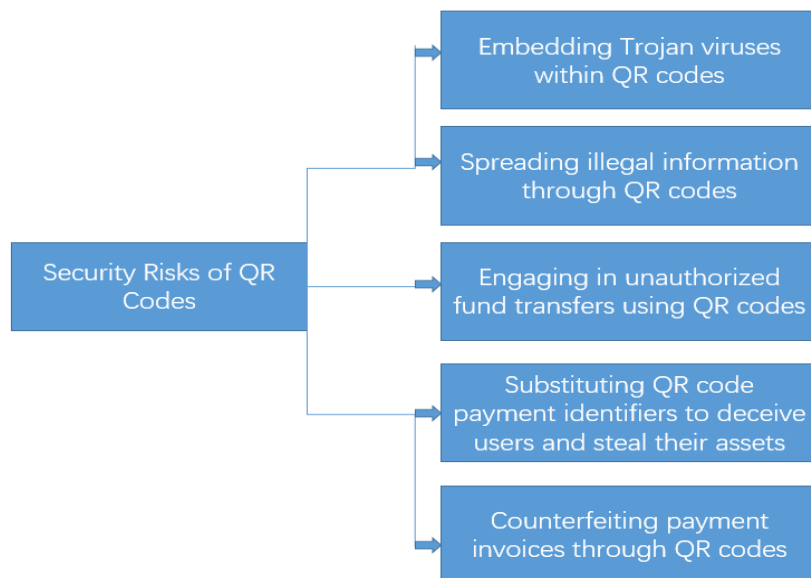 Embedding Trojan viruses
within QR codes
Spreading illegal information
through QR codes
Security Risks of QR
Codes
Engaging in unauthorized
fund transfers using QR codes
Substituting QR code
payment identifiers to deceive
users and steal their assets
Counterfeiting payment
invoices through QR codes